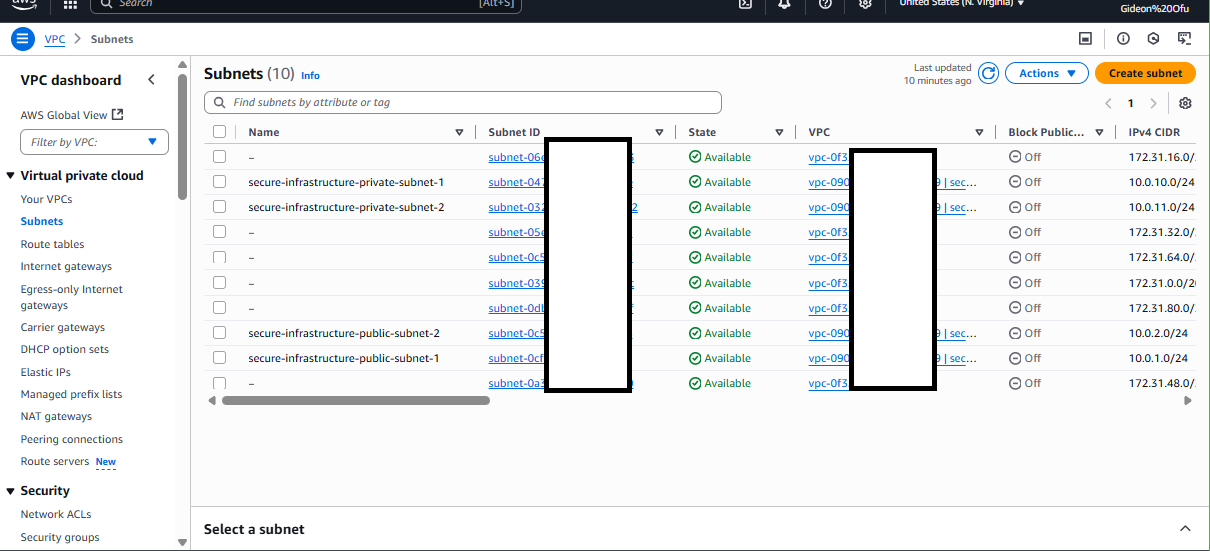 aws Search [Alt+S] United States (N. Virginia) Gideon%20Ofu
VPC > Subnets
VPC dashboard
AWS Global View
Filter by VPC:
Virtual private cloud
Your VPCs
Subnets
Route tables
Internet gateways
Egress-only Internet
gateways
Carrier gateways
DHCP option sets
Elastic IPs
Managed prefix lists
NAT gateways
Peering connections
Route servers New
Security
Network ACLs
Security groups
Subnets (10) Info
Last updated
10 minutes ago
Actions
Create subnet
Find subnets by attribute or tag
1
Name Subnet ID State VPC Block Public... IPv4 CIDR
– subnet-06 Available vpc-0f3 Off 172.31.16.0/
secure-infrastructure-private-subnet-1 subnet-047 Available vpc-090 9 | sec... Off 10.0.10.0/24
secure-infrastructure-private-subnet-2 subnet-032 2 Available vpc-090 9 | sec... Off 10.0.11.0/24
– subnet-05 Available vpc-0f3 Off 172.31.32.0/
– subnet-0c5 Available vpc-0f3 Off 172.31.64.0/
– subnet-039 Available vpc-0f3 Off 172.31.0.0/20
– subnet-0d Available vpc-0f3 Off 172.31.80.0/
secure-infrastructure-public-subnet-2 subnet-0c5 Available vpc-090 9 | sec... Off 10.0.2.0/24
secure-infrastructure-public-subnet-1 subnet-0cf Available vpc-090 9 | sec... Off 10.0.1.0/24
– subnet-0a3 Available vpc-0f3 Off 172.31.48.0/
Select a subnet